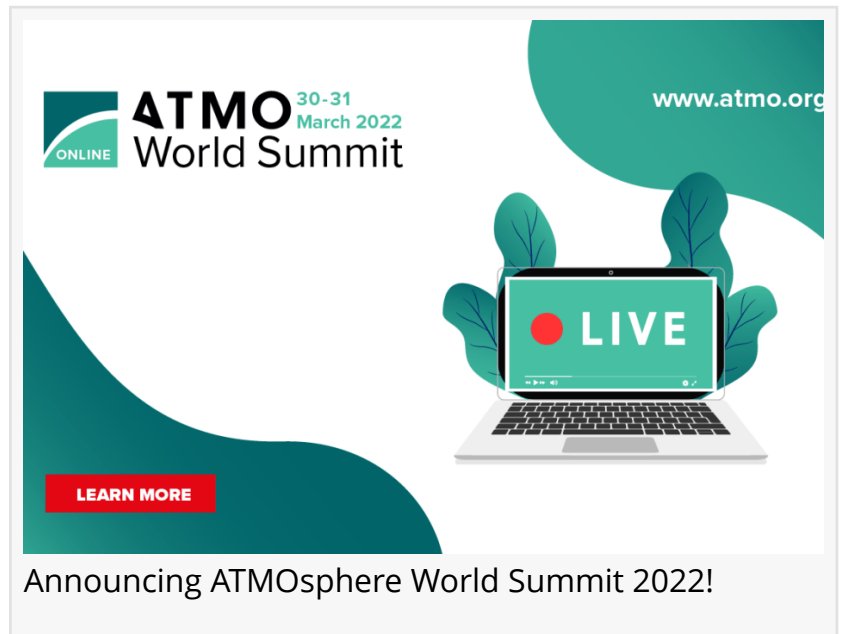 ATMO
30-31
March 2022
World Summit
ONLINE
www.atmo.org
LIVE
LEARN MORE
Announcing ATMOsphere World Summit 2022!